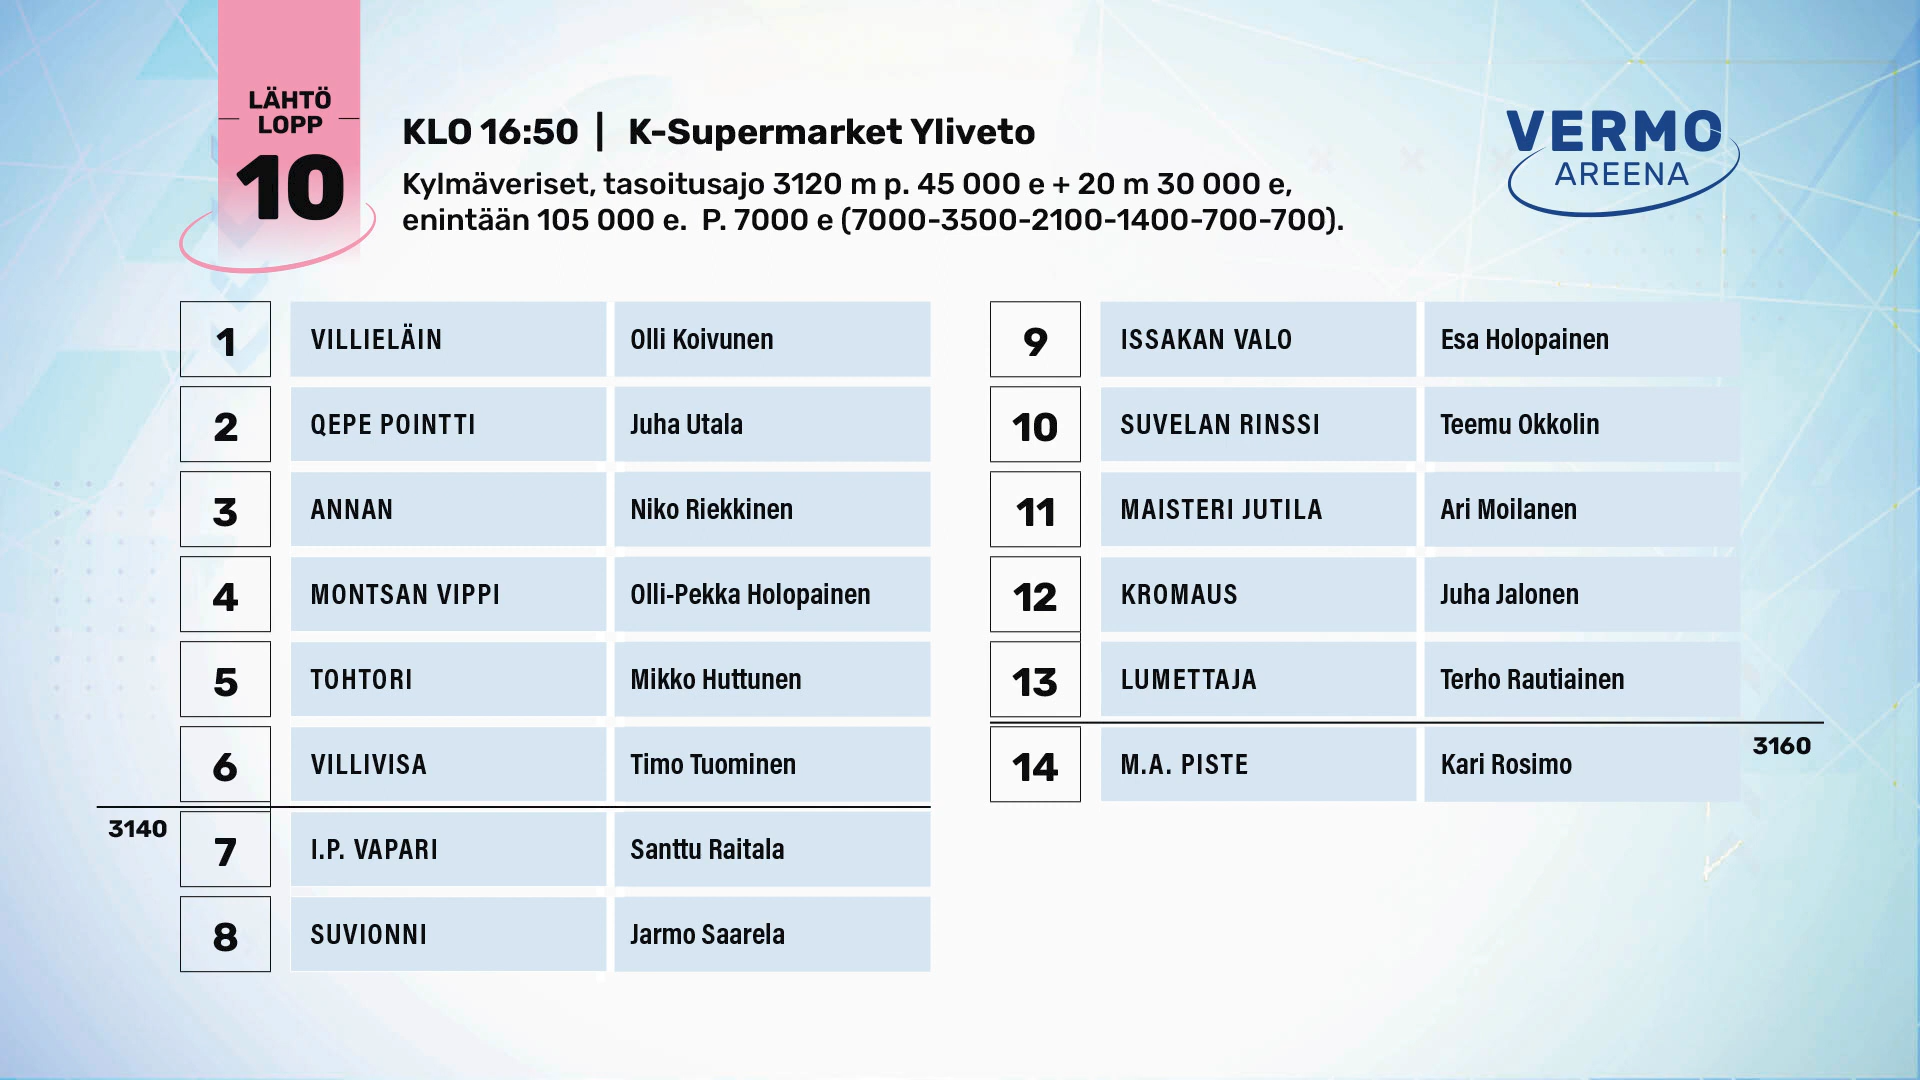 LÄHTÖ
LOPP
10
KLO 16:50 | K-Supermarket Yliveto
Kylmäveriset, tasoitusajo 3120 m p. 45 000 e + 20 m 30 000 e,
enintään 105 000 e. P. 7000 e (7000-3500-2100-1400-700-700).
VERMO
AREENA
1 VILLIELÄIN Olli Koivunen
2 QEPE POINTTI Juha Utala
3 ANNAN Niko Riekkinen
4 MONTSAN VIPPI Olli-Pekka Holopainen
5 TOHTORI Mikko Huttunen
6 VILLIVISA Timo Tuominen
3140
7 I.P. VAPARI Santtu Raitala
8 SUVIONNI Jarmo Saarela
9 ISSAKAN VALO Esa Holopainen
10 SUVELAN RINSSI Teemu Okkolin
11 MAISTERI JUTILA Ari Moilanen
12 KROMAUS Juha Jalonen
13 LUMETTAJA Terho Rautiainen
3160
14 M.A. PISTE Kari Rosimo